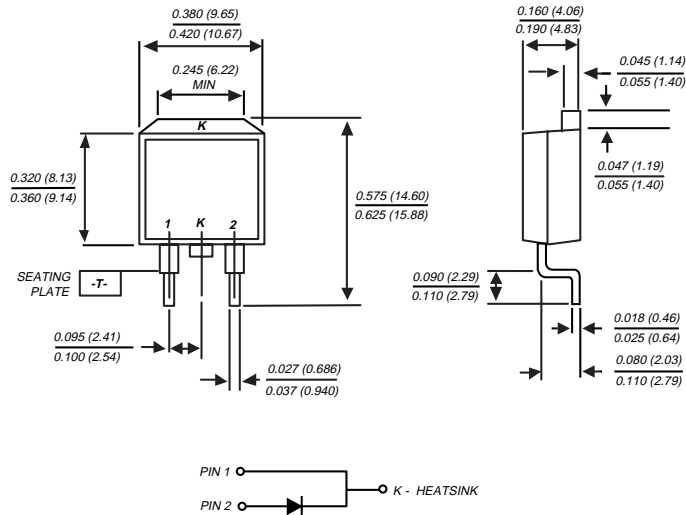 0.380 (9.65)
0.420 (10.67)
0.245 (6.22)
MIN
K
0.320 (8.13)
0.360 (9.14)
0.575 (14.60)
0.625 (15.88)
1 K 2
SEATING
PLATE
-T-
0.095 (2.41)
0.100 (2.54)
0.027 (0.686)
0.037 (0.940)
0.160 (4.06)
0.190 (4.83)
0.045 (1.14)
0.055 (1.40)
0.047 (1.19)
0.055 (1.40)
0.090 (2.29)
0.110 (2.79)
0.018 (0.46)
0.025 (0.64)
0.080 (2.03)
0.110 (2.79)
PIN 1
K - HEATSINK
PIN 2